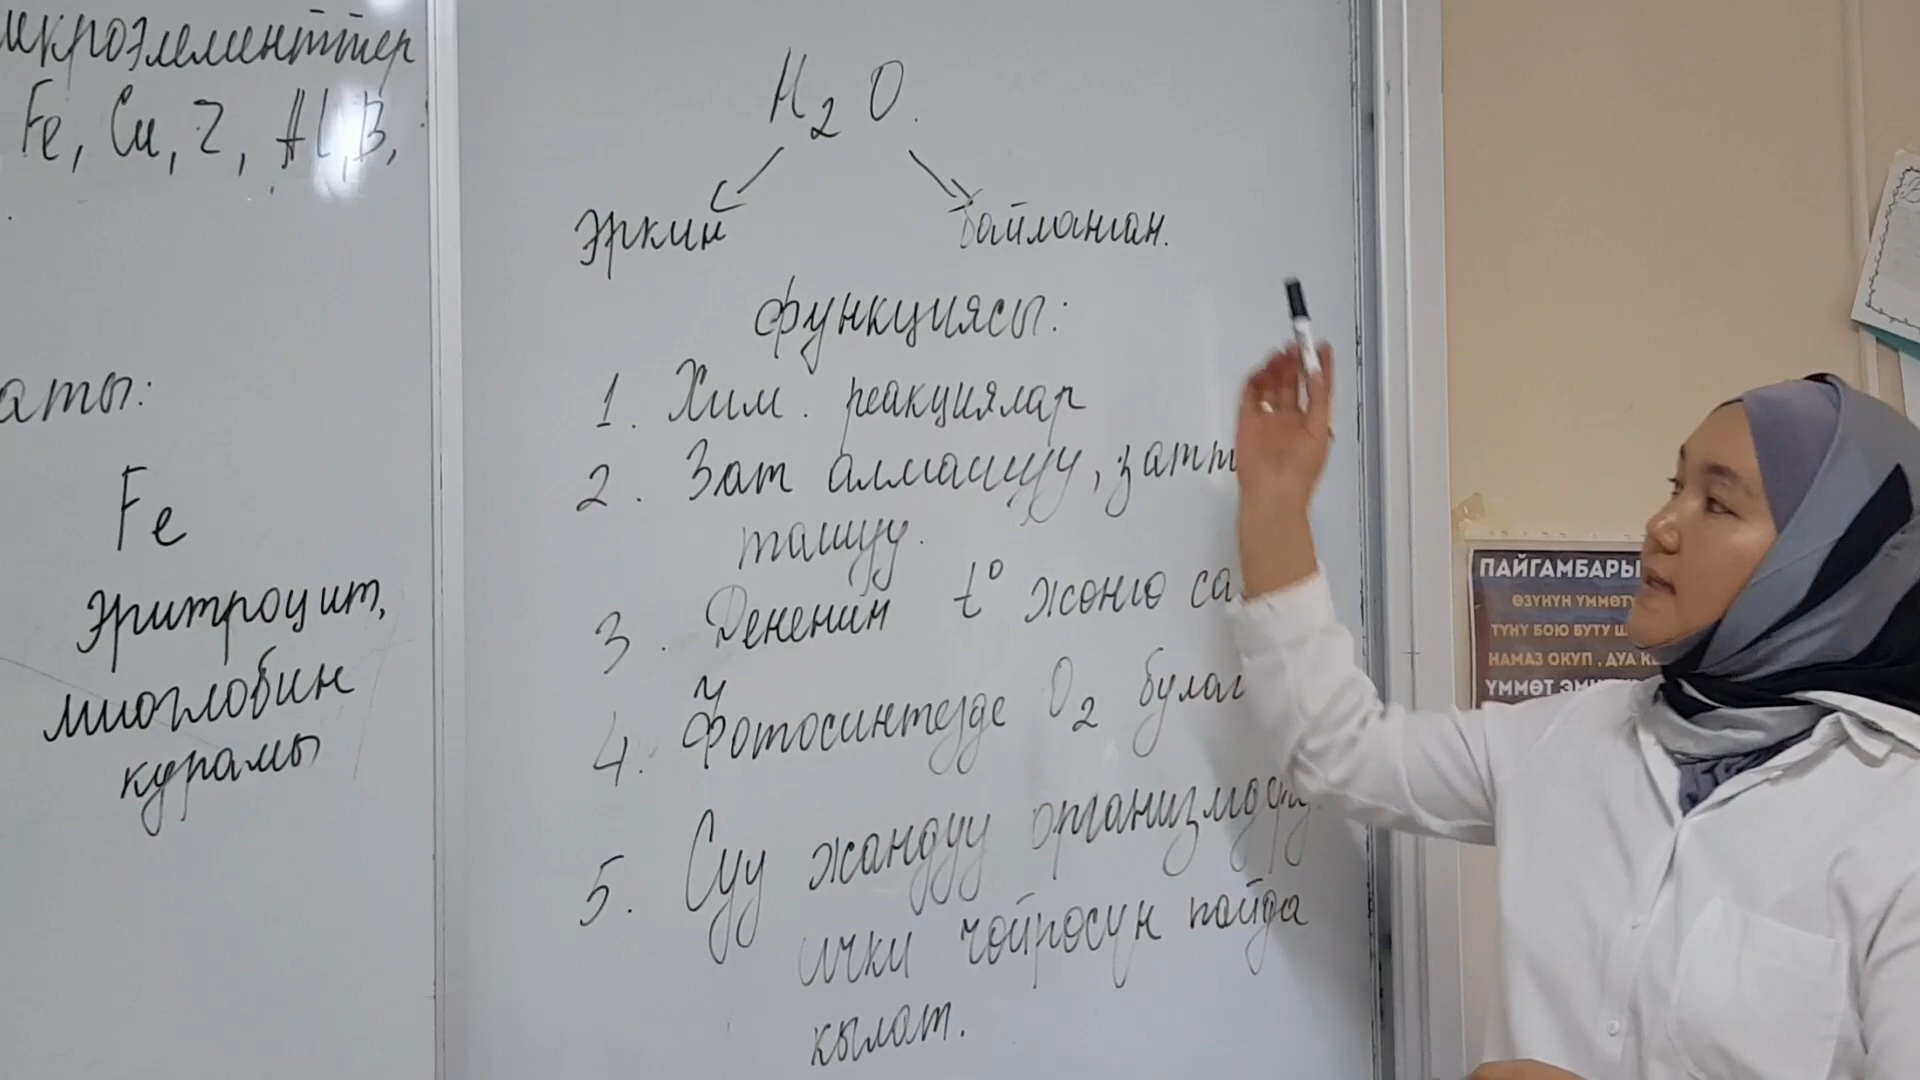 микроэлементтер
Fe, Cu, Z, Al, B,
аты:
Fe
Эритроцит,
миоглобин
курамы
H2O.
Эркин
байланган.
функциясы:
1. Хим. реакциялар
2. Зат алмашуу, затт
ташуу.
3. Дененин t° жөнгө са
4. Фотосинтезде O2 булаг
5. Суу жандуу организмдерд
ички чөйрөсүн пайда
кылат.
ПАЙГАМБАРЫ
ӨЗҮНҮН ҮММӨТҮ
ТҮНҮ БОЮ БУТУ Ш
НАМАЗ ОКУП , ДУА К
ҮММӨТ ЭМ